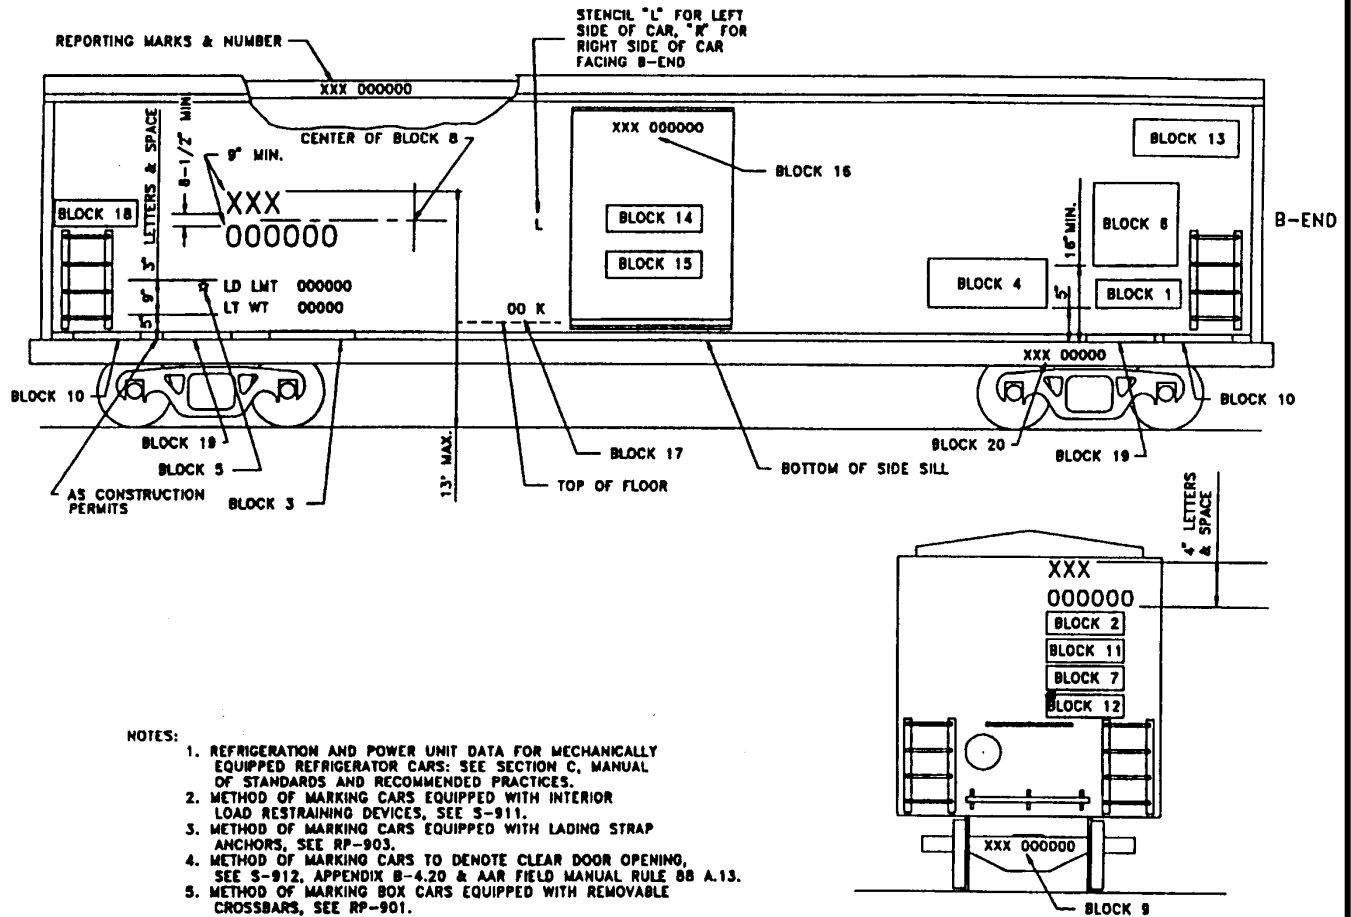 STENCIL "L" FOR LEFT
SIDE OF CAR, "R" FOR
RIGHT SIDE OF CAR
FACING B-END
REPORTING MARKS & NUMBER
XXX 000000
CENTER OF BLOCK 8
8-1/2" MIN.
3" LETTERS & SPACE
9" MIN.
XXX
000000
BLOCK 18
L
XXX 000000
BLOCK 16
BLOCK 14
BLOCK 15
BLOCK 13
BLOCK 6
16" MIN.
B-END
BLOCK 4
BLOCK 1
5"
9"
5"
LD LMT 000000
LT WT 00000
00 K
XXX 00000
BLOCK 10
BLOCK 19
BLOCK 5
AS CONSTRUCTION
PERMITS
BLOCK 3
13' MAX.
BLOCK 17
TOP OF FLOOR
BOTTOM OF SIDE SILL
BLOCK 20
BLOCK 19
BLOCK 10
4" LETTERS
& SPACE
XXX
000000
BLOCK 2
BLOCK 11
BLOCK 7
BLOCK 12
XXX 000000
BLOCK 9
NOTES:
1. REFRIGERATION AND POWER UNIT DATA FOR MECHANICALLY
EQUIPPED REFRIGERATOR CARS: SEE SECTION C, MANUAL
OF STANDARDS AND RECOMMENDED PRACTICES.
2. METHOD OF MARKING CARS EQUIPPED WITH INTERIOR
LOAD RESTRAINING DEVICES, SEE S-911.
3. METHOD OF MARKING CARS EQUIPPED WITH LADING STRAP
ANCHORS, SEE RP-903.
4. METHOD OF MARKING CARS TO DENOTE CLEAR DOOR OPENING,
SEE S-912, APPENDIX B-4.20 & AAR FIELD MANUAL RULE 88 A.13.
5. METHOD OF MARKING BOX CARS EQUIPPED WITH REMOVABLE
CROSSBARS, SEE RP-901.